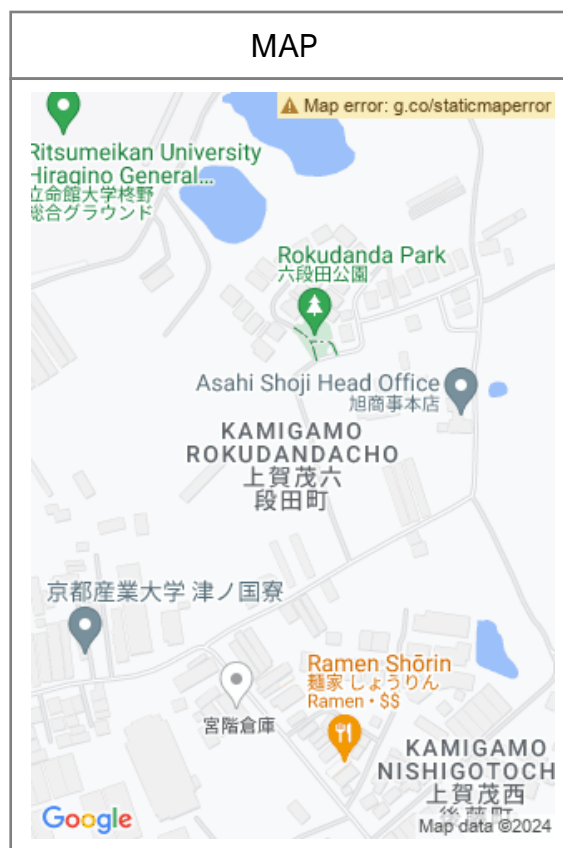 MAP
Map error: g.co/staticmaperror
Ritsumeikan University
Hiragino General...
立命館大学柊野
総合グラウンド
Rokudanda Park
六段田公園
Asahi Shoji Head Office
旭商事本店
KAMIGAMO
ROKUDANDACHO
上賀茂六
段田町
京都産業大学 津ノ国寮
Ramen Shōrin
麺家 しょうりん
Ramen・$$
宮階倉庫
KAMIGAMO
NISHIGOTOCH
上賀茂西
後藤町
Google
Map data ©2024